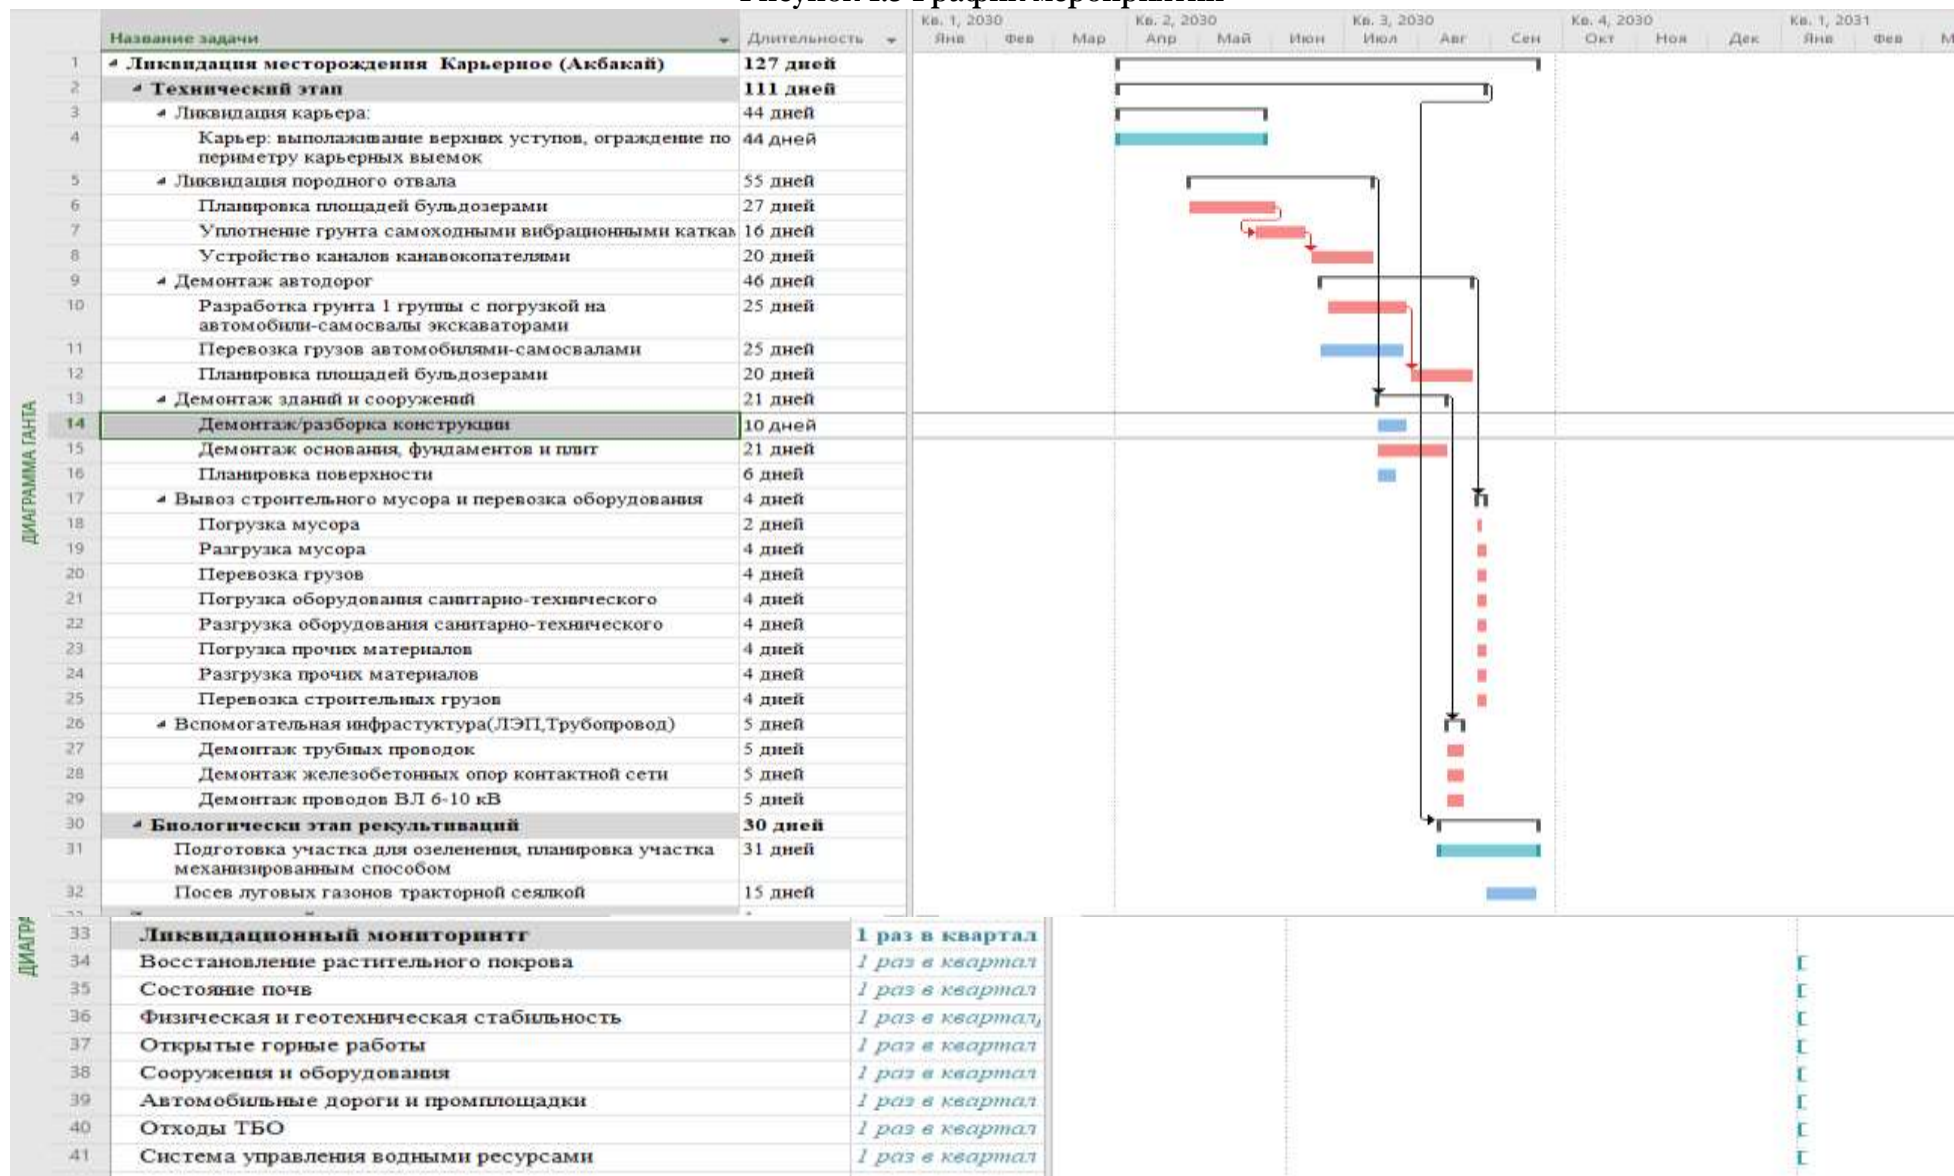 Кв. 1, 2030 Кв. 2, 2030 Кв. 3, 2030 Кв. 4, 2030 Кв. 1, 2031
Название задачи Длительность Янв Фев Мар Апр Май Июн Июл Авг Сен Окт Ноя Дек Янв Фев М
1 Ликвидация месторождения Карьерное (Акбакай) 127 дней
2 Технический этап 111 дней
3 Ликвидация карьера: 44 дней
4 Карьер: выполаживание верхних уступов, ограждение по 44 дней
периметру карьерных выемок
5 Ликвидация породного отвала 55 дней
6 Планировка площадей бульдозерами 27 дней
7 Уплотнение грунта самоходными вибрационными каткам 16 дней
8 Устройство каналов канавокопателями 20 дней
9 Демонтаж автодорог 46 дней
10 Разработка грунта 1 группы с погрузкой на 25 дней
автомобили-самосвалы экскаваторами
11 Перевозка грузов автомобилями-самосвалами 25 дней
12 Планировка площадей бульдозерами 20 дней
13 Демонтаж зданий и сооружений 21 дней
14 Демонтаж/разборка конструкции 10 дней
15 Демонтаж основания, фундаментов и плит 21 дней
16 Планировка поверхности 6 дней
17 Вывоз строительного мусора и перевозка оборудования 4 дней
18 Погрузка мусора 2 дней
19 Разгрузка мусора 4 дней
20 Перевозка грузов 4 дней
21 Погрузка оборудования санитарно-технического 4 дней
22 Разгрузка оборудования санитарно-технического 4 дней
23 Погрузка прочих материалов 4 дней
24 Разгрузка прочих материалов 4 дней
25 Перевозка строительных грузов 4 дней
26 Вспомогательная инфрастуктура(ЛЭП,Трубопровод) 5 дней
27 Демонтаж трубных проводок 5 дней
28 Демонтаж железобетонных опор контактной сети 5 дней
29 Демонтаж проводов ВЛ 6-10 кВ 5 дней
30 Биологически этап рекультиваций 30 дней
31 Подготовка участка для озеленения, планировка участка 31 дней
механизированным способом
32 Посев луговых газонов тракторной сеялкой 15 дней
ДИАГРАММА ГАНТА
33 Ликвидационный мониторинтг 1 раз в квартал
34 Восстановление растительного покрова 1 раз в квартал
35 Состояние почв 1 раз в квартал
36 Физическая и геотехническая стабильность 1 раз в квартал,
37 Открытые горные работы 1 раз в квартал
38 Сооружения и оборудования 1 раз в квартал
39 Автомобильные дороги и промплощадки 1 раз в квартал
40 Отходы ТБО 1 раз в квартал
41 Система управления водными ресурсами 1 раз в квартал
ДИАГР